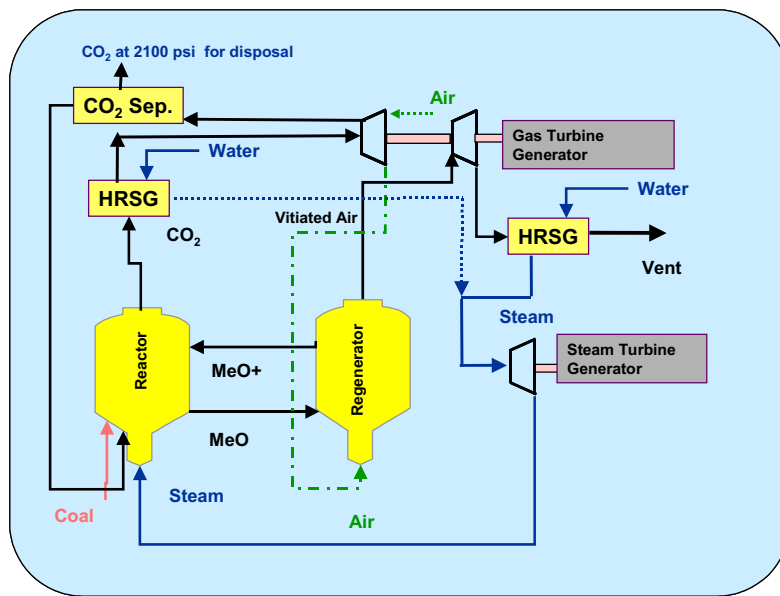 CO₂ at 2100 psi for disposal
CO₂ Sep.
Air
Gas Turbine
Generator
Water
HRSG
Vitiated Air
CO₂
Water
HRSG
Vent
Steam
Reactor
Regenerator
MeO+
MeO
Steam Turbine
Generator
Steam
Coal
Air